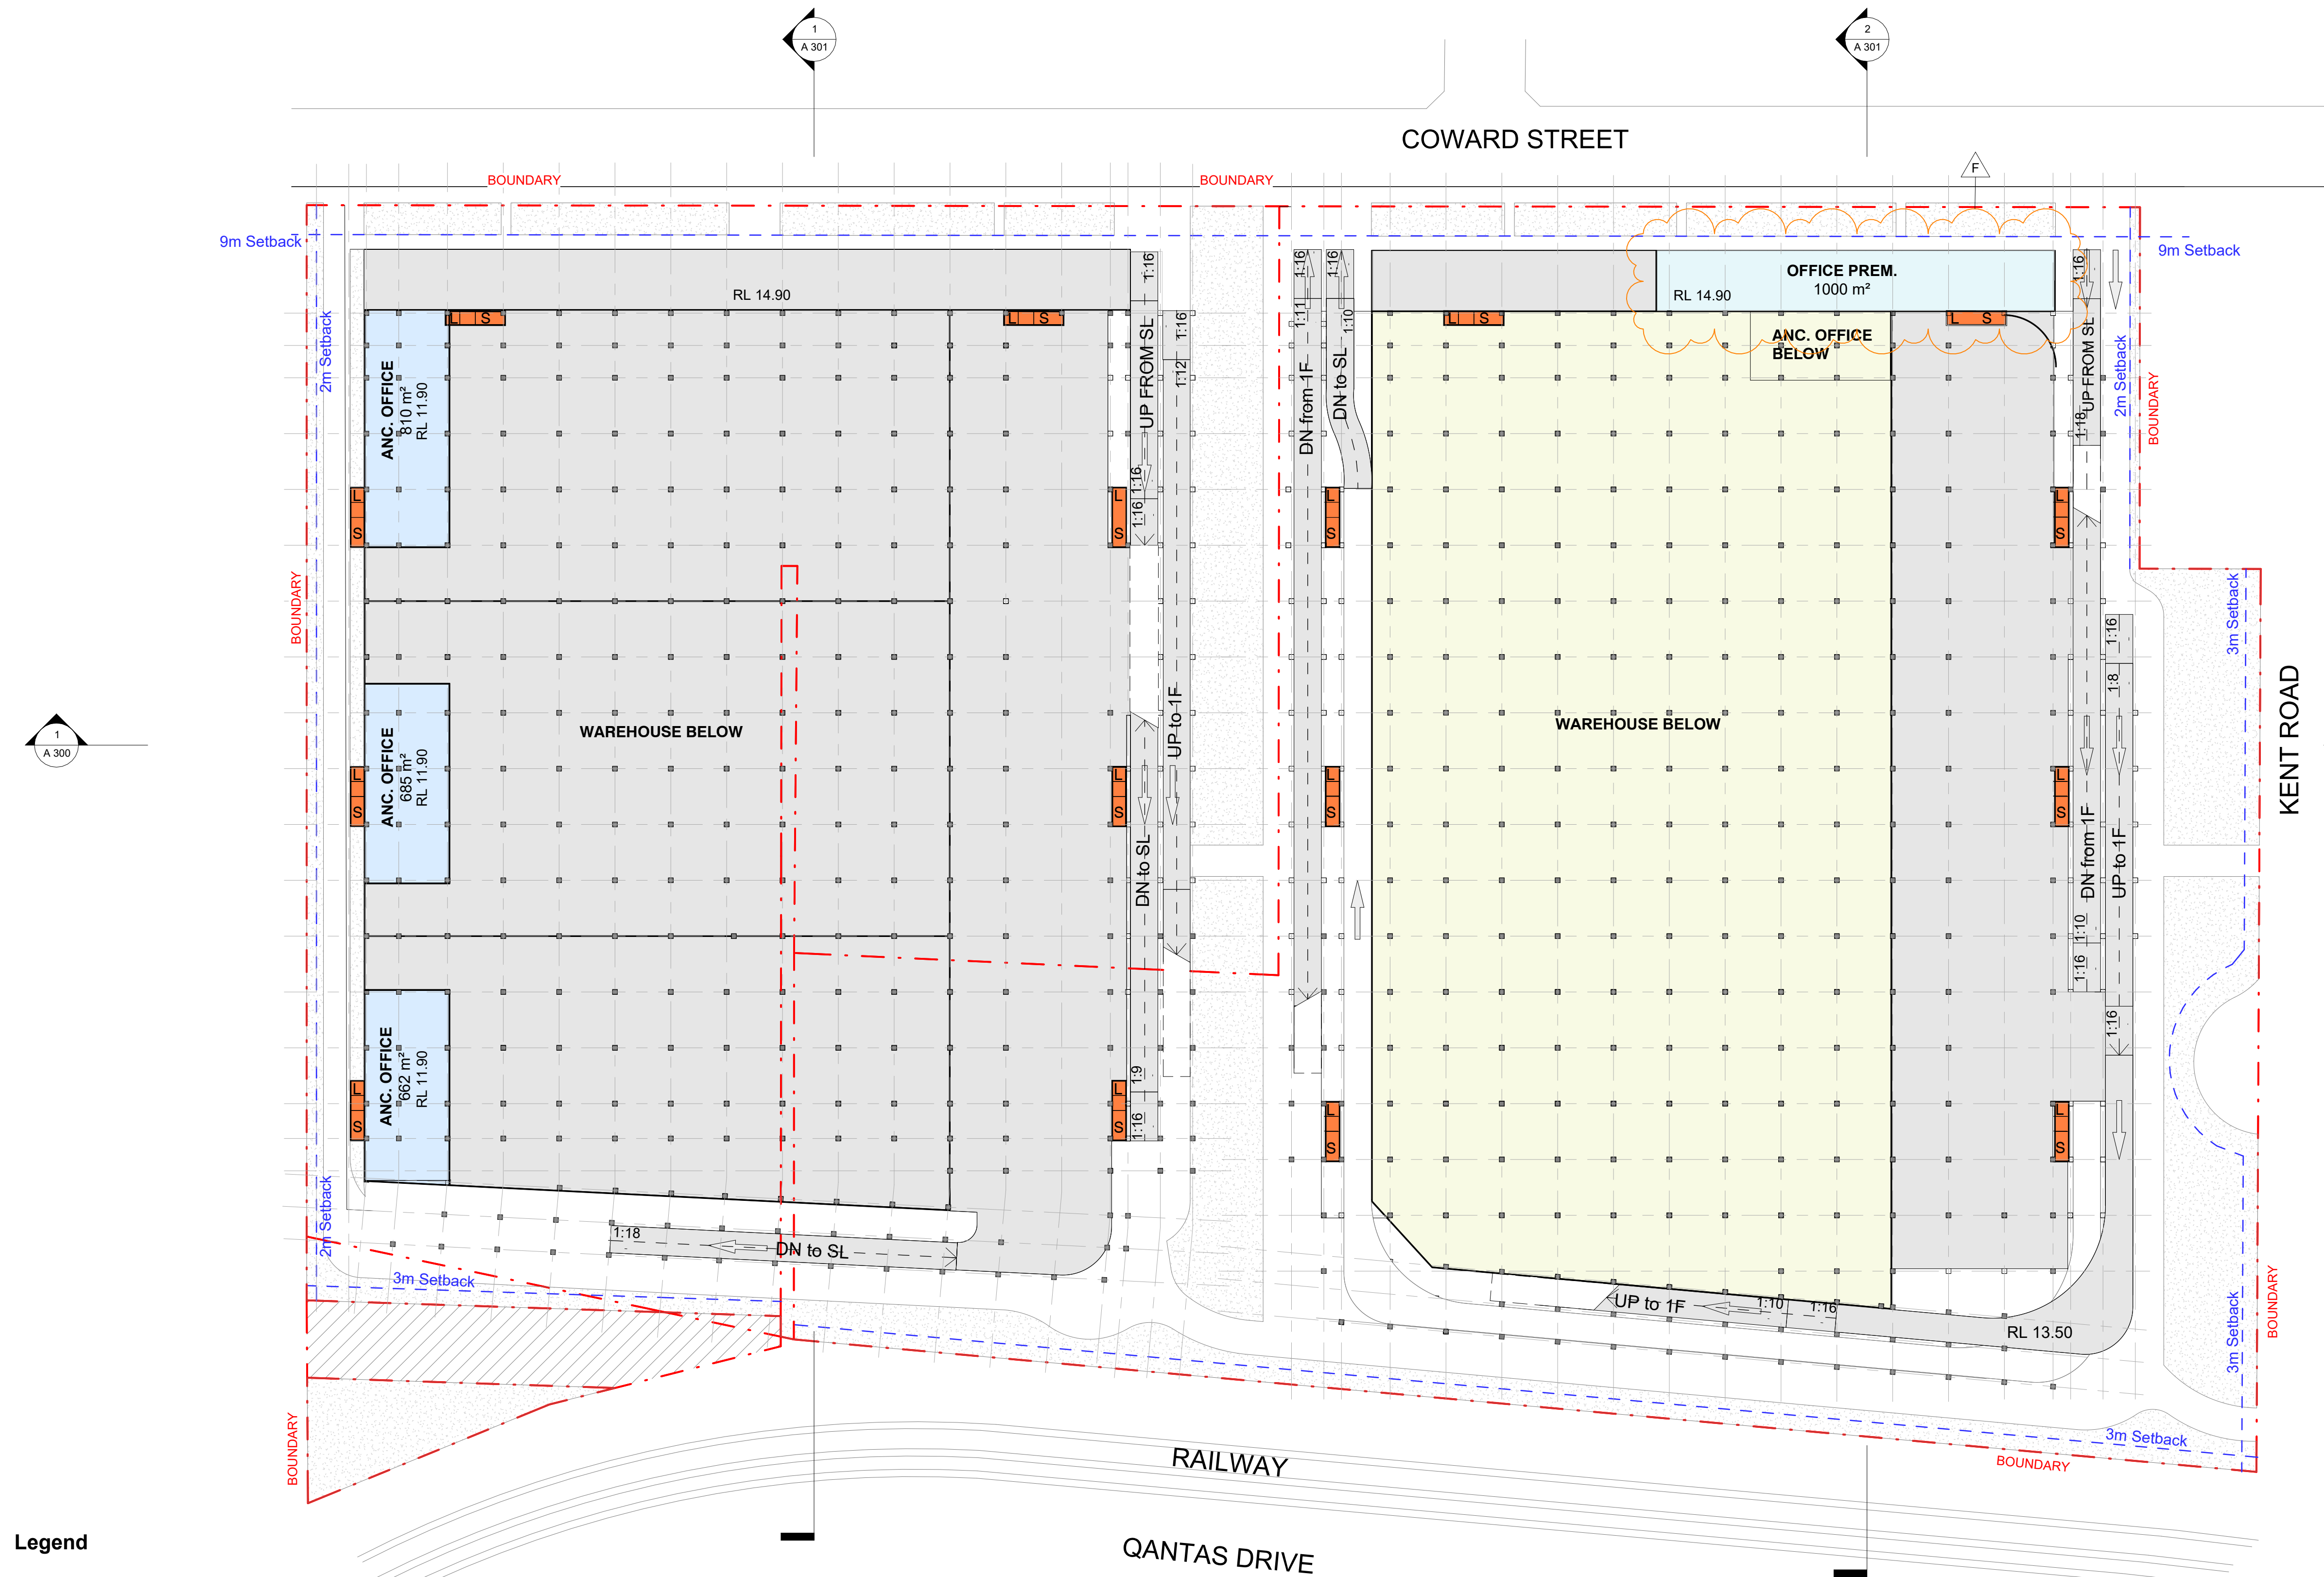 1
A 301
2
A 301
COWARD STREET
F
BOUNDARY
BOUNDARY
9m Setback
9m Setback
1:16
1:16
1:16
1:16
OFFICE PREM.
1000 m²
RL 14.90
RL 14.90
L S
L S
L S
L S
1:16
1:11
1:10
ANC. OFFICE
BELOW
2m Setback
ANC. OFFICE
810 m²
RL 11.90
UP FROM SL
1:12
DN from 1F
DN to SL
UP FROM SL
1:18
2m Setback
BOUNDARY
1:16
1:16
L
S
L
S
L
S
L
S
BOUNDARY
3m Setback
1:16
1:8
KENT ROAD
WAREHOUSE BELOW
WAREHOUSE BELOW
UP to 1F
1
A 300
ANC. OFFICE
685 m²
RL 11.90
L
S
L
S
L
S
L
S
DN to SL
DN from 1F
UP to 1F
1:10
1:16
1:16
ANC. OFFICE
662 m²
RL 11.90
1:9
1:16
L
S
L
S
L
S
L
S
2m Setback
1:18
DN to SL
3m Setback
UP to 1F
1:10
1:16
RL 13.50
3m Setback
BOUNDARY
BOUNDARY
3m Setback
BOUNDARY
RAILWAY
Legend
QANTAS DRIVE